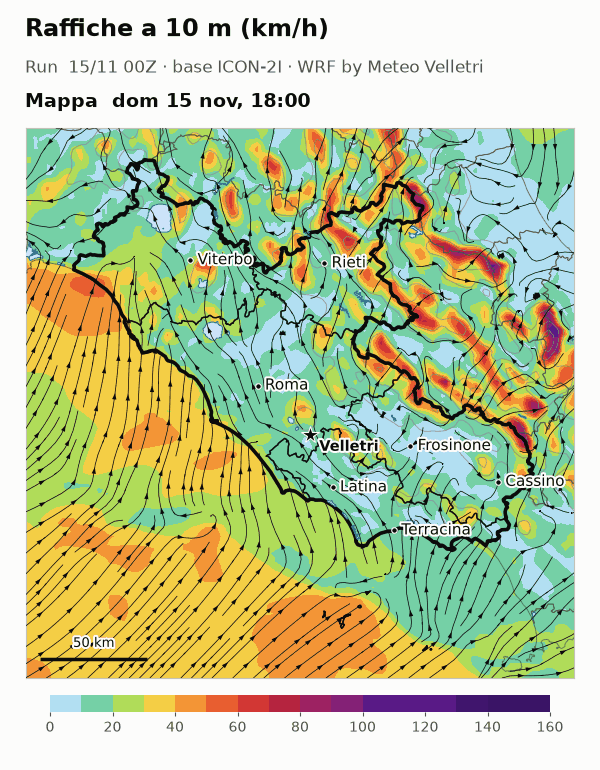 Raffiche a 10 m (km/h)
Run  15/11 00Z · base ICON-2I · WRF by Meteo Velletri
Mappa  dom 15 nov, 18:00
Viterbo
Rieti
Roma
Velletri
Frosinone
Latina
Cassino
Terracina
50 km
0 20 40 60 80 100 120 140 160